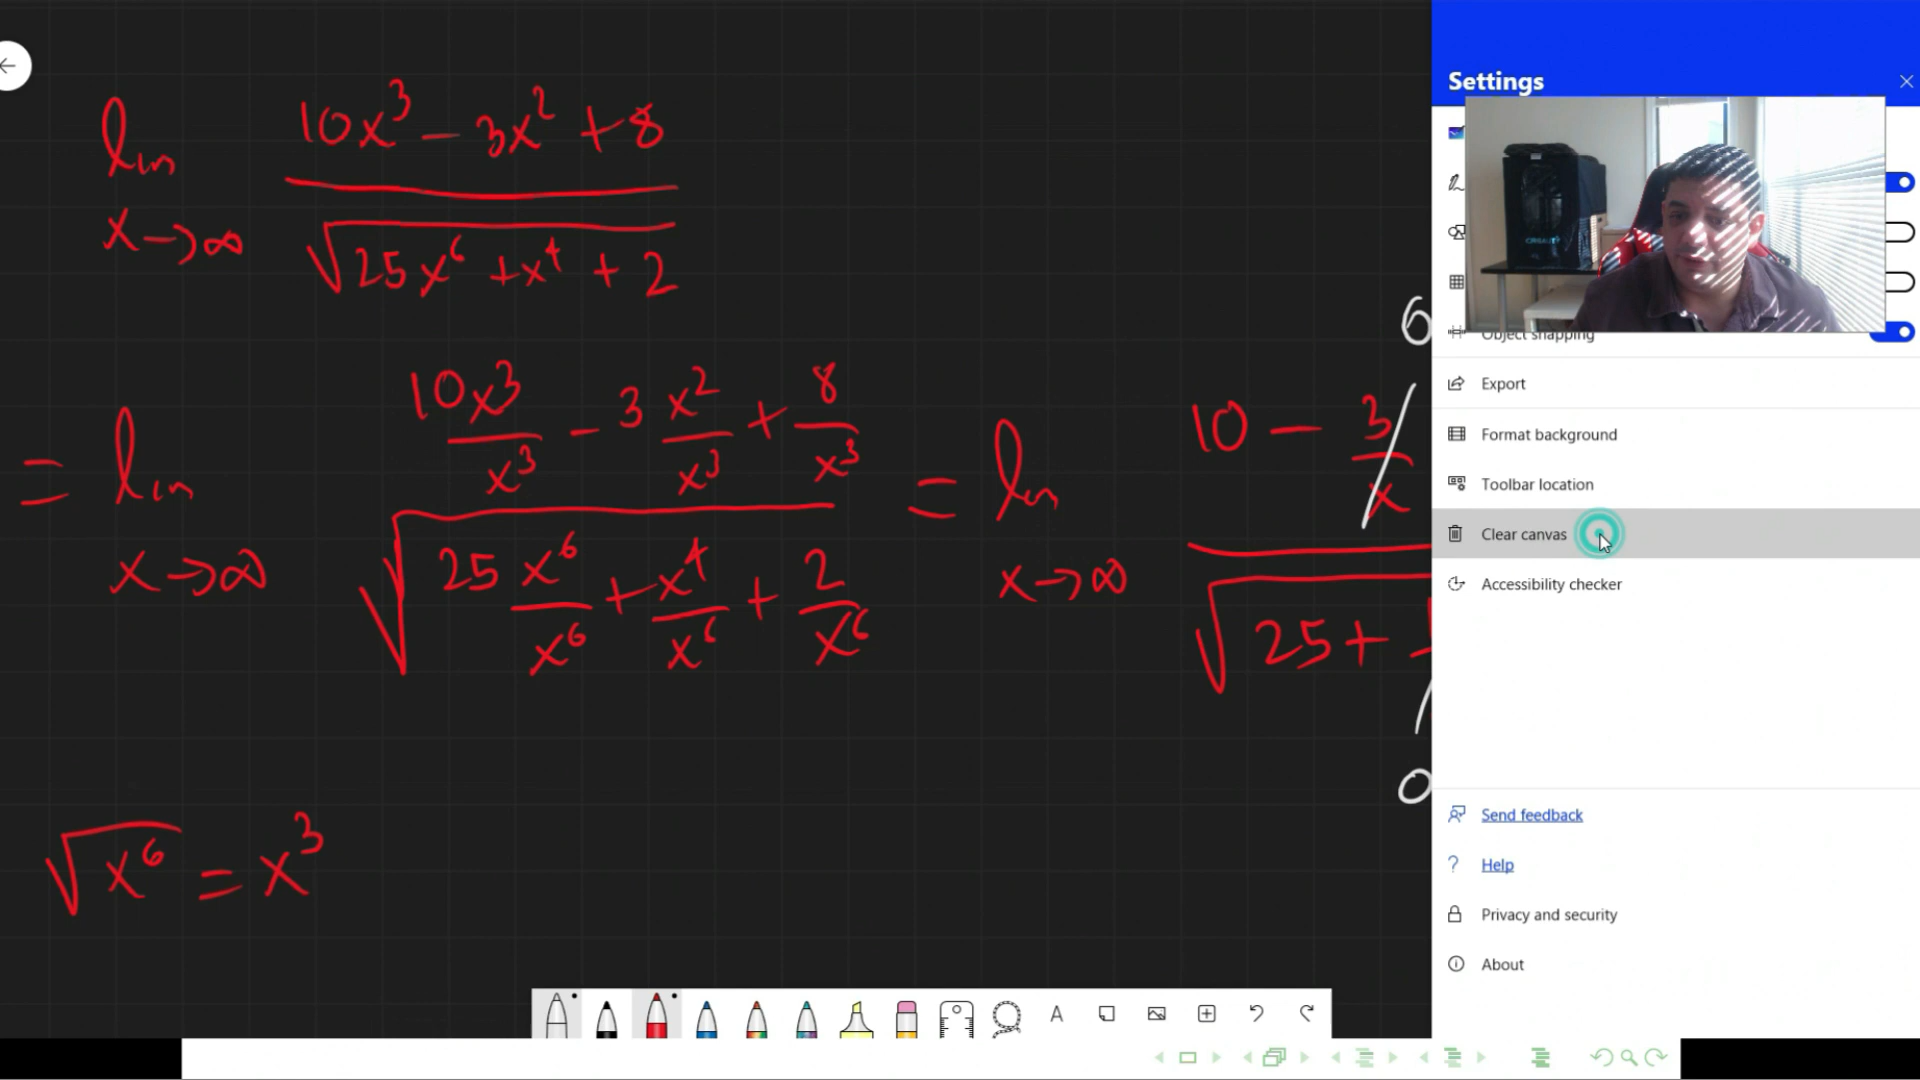 lim 10x³ - 3x² + 8
x→∞ √25x⁶ + x⁴ + 2
= lim 10x³/x³ - 3 x²/x³ + 8/x³ = lim 10 - 3/x
x→∞ √25 x⁶/x⁶ + x⁴/x⁶ + 2/x⁶ x→∞ √25 +
0
√x⁶ = x³
Settings
CREALITY
Object snapping
Export
Format background
Toolbar location
Clear canvas
Accessibility checker
Send feedback
? Help
Privacy and security
About
A